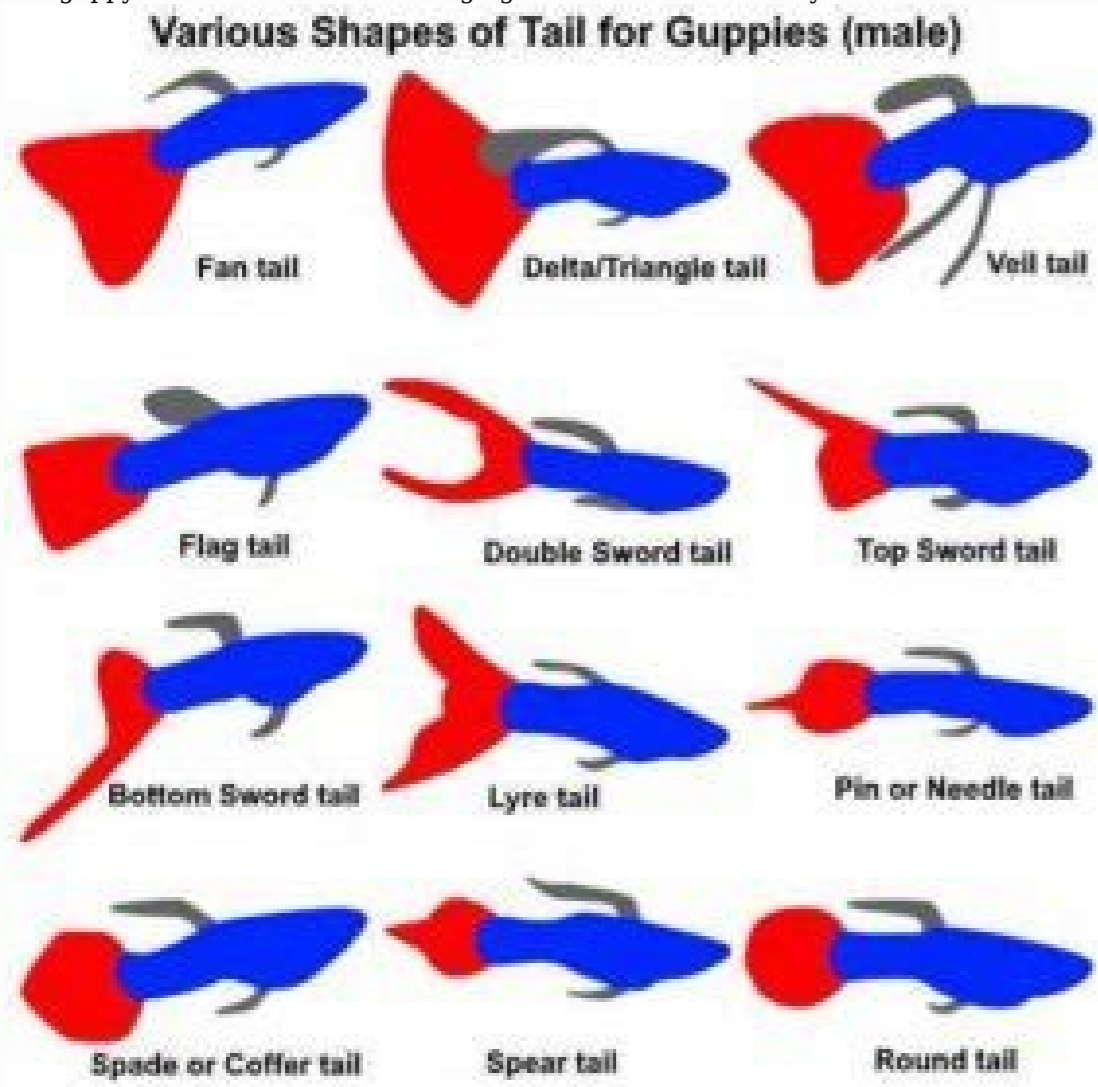 Various Shapes of Tail for Guppies (male)
Fan tail
Delta/Triangle tail
Veil tail
Flag tail
Double Sword tail
Top Sword tail
Bottom Sword tail
Lyre tail
Pin or Needle tail
Spade or Coffer tail
Spear tail
Round tail